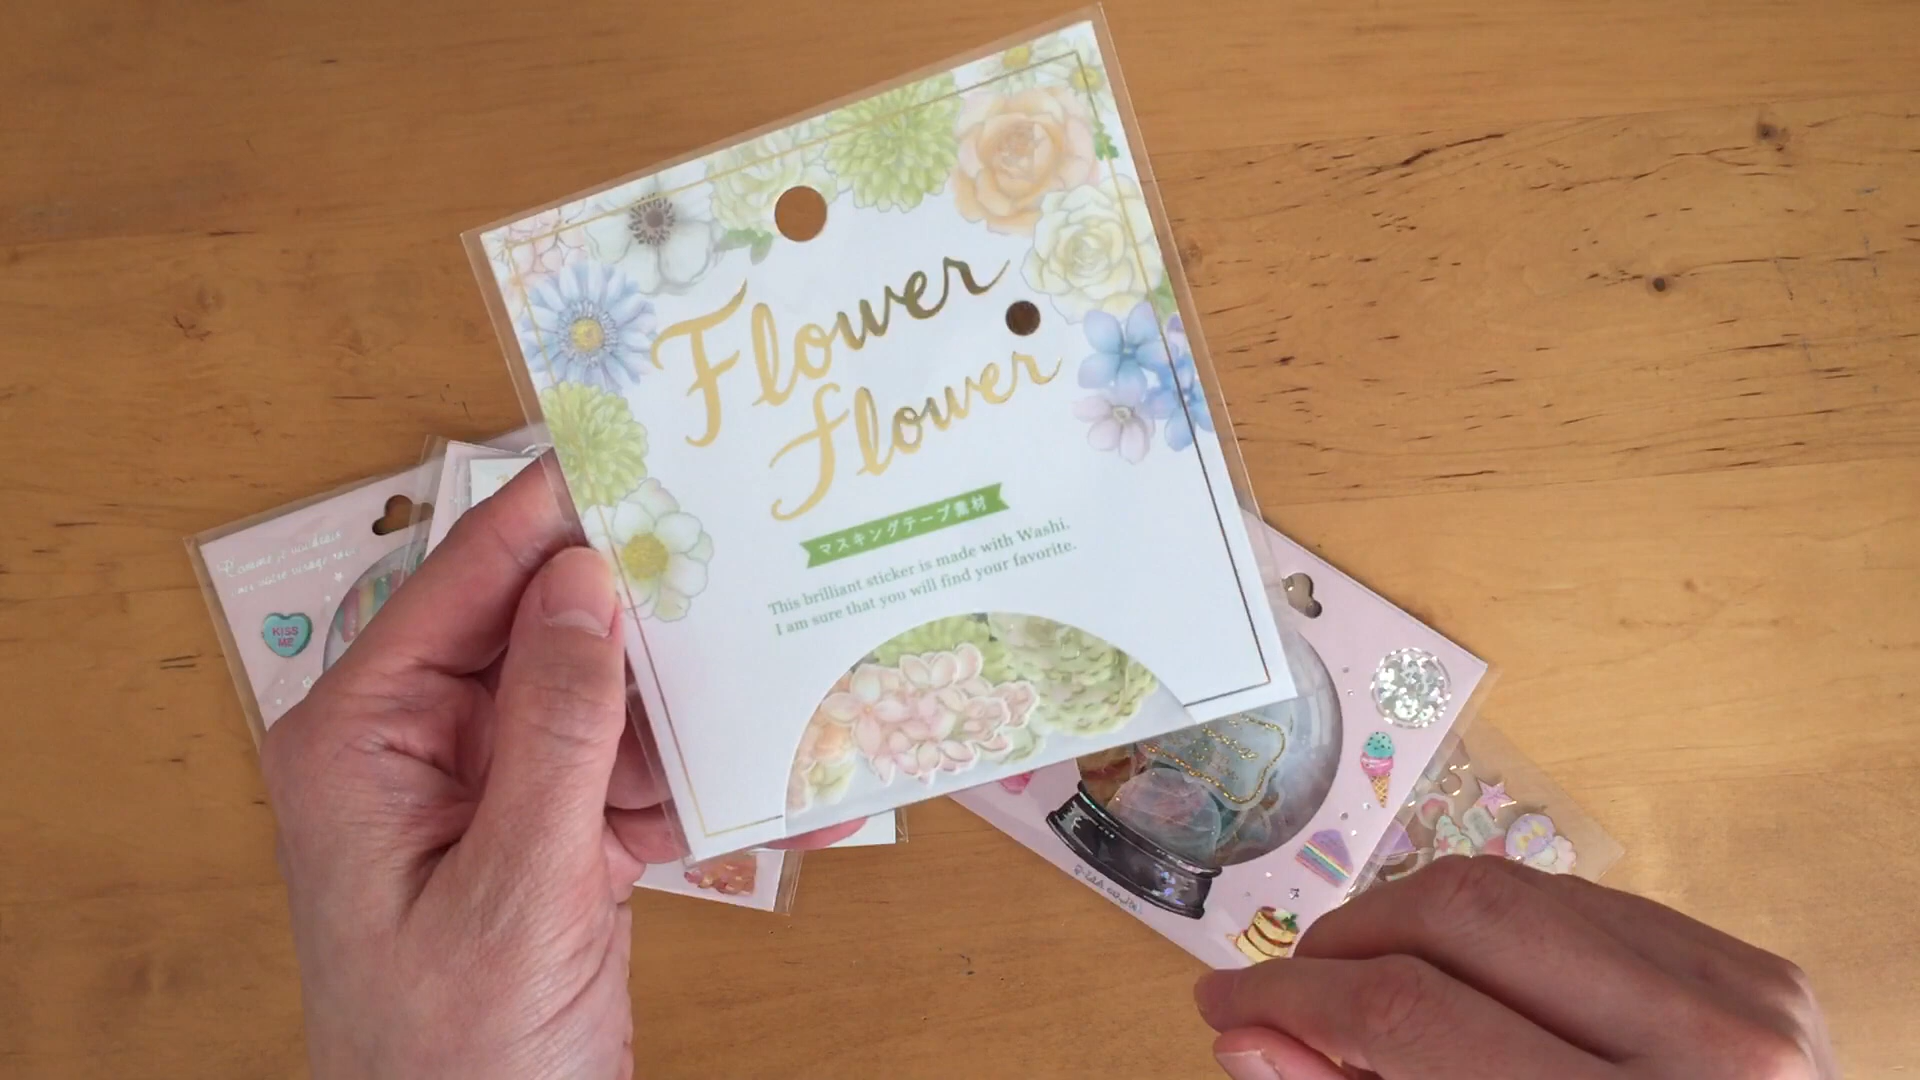 Flower
flower
マスキングテープ素材
This brilliant sticker is made with Washi.
I am sure that you will find your favorite.
KISS
ME